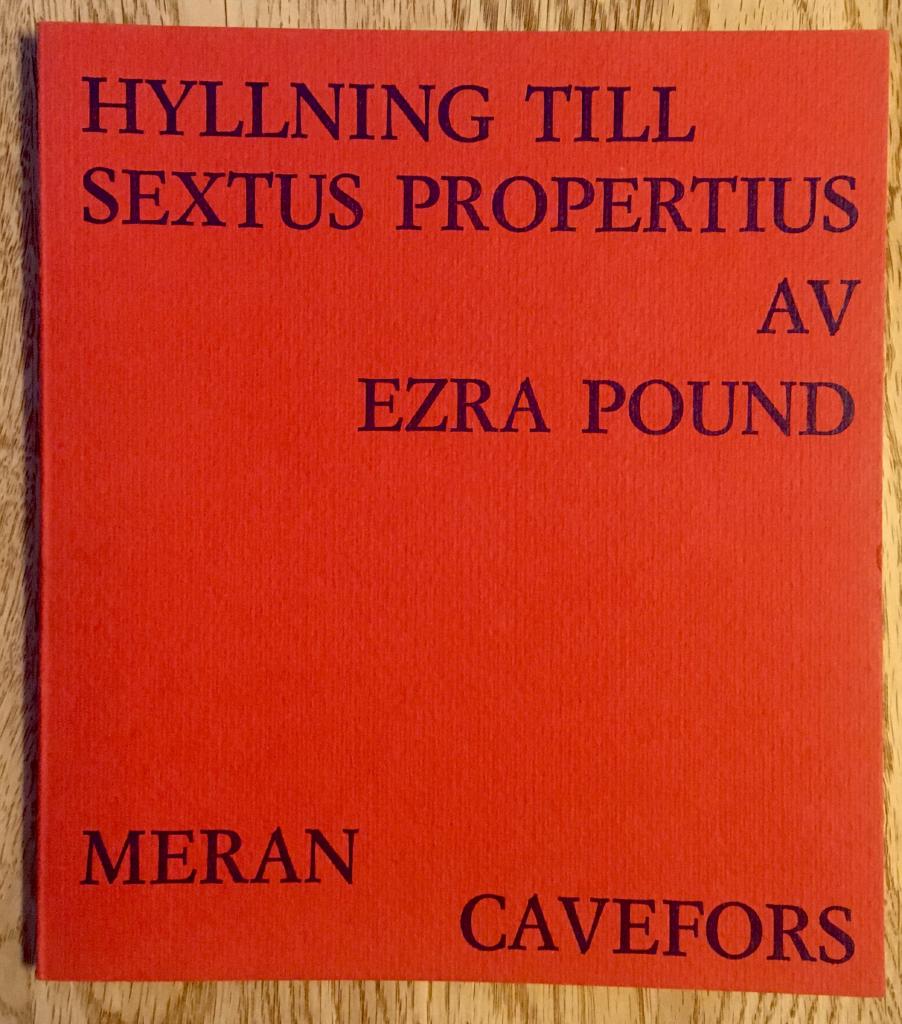 HYLLNING TILL
SEXTUS PROPERTIUS
AV
EZRA POUND
MERAN
CAVEFORS